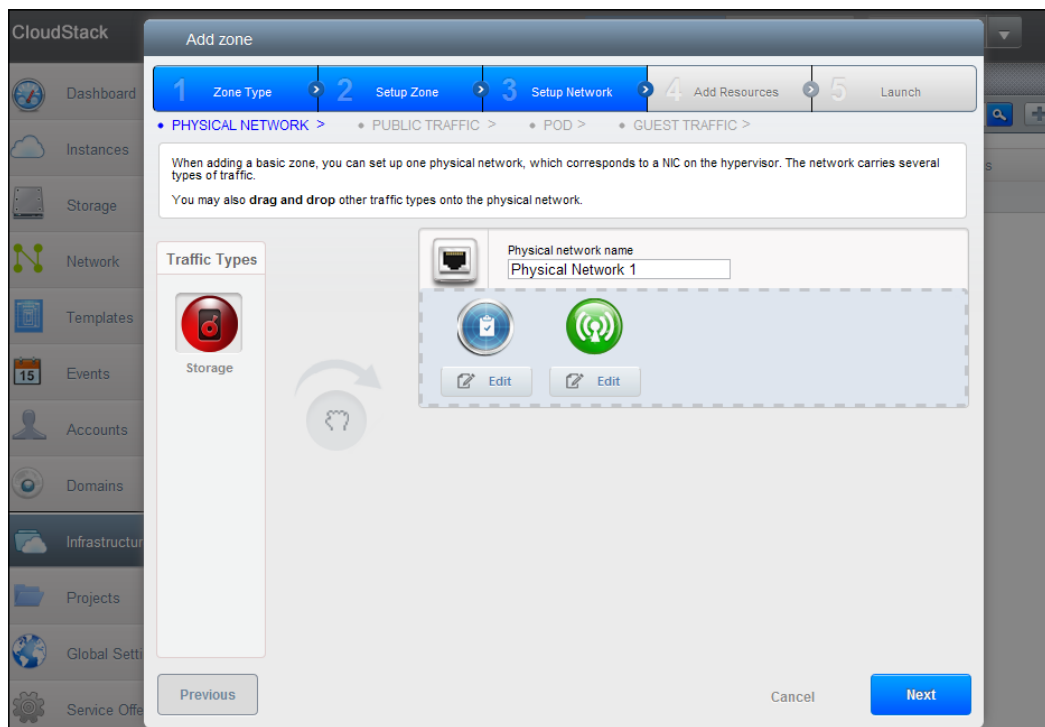 CloudStack
Add zone
1 Zone Type
2 Setup Zone
3 Setup Network
4 Add Resources
5 Launch
• PHYSICAL NETWORK > • PUBLIC TRAFFIC > • POD > • GUEST TRAFFIC >
When adding a basic zone, you can set up one physical network, which corresponds to a NIC on the hypervisor. The network carries several
types of traffic.
You may also drag and drop other traffic types onto the physical network.
Dashboard
Instances
Storage
Network
Templates
15 Events
Accounts
Domains
Infrastructur
Projects
Global Setti
Service Offe
Traffic Types
Storage
Physical network name
Physical Network 1
Edit
Edit
s
Previous
Cancel
Next